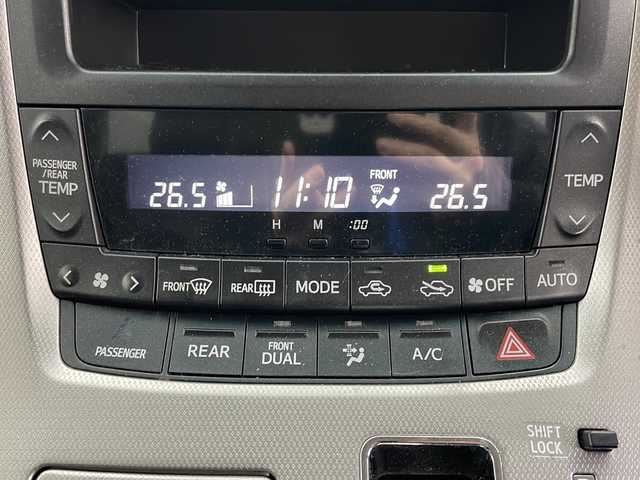 PASSENGER
/REAR
TEMP
26.5
11:10
FRONT
26.5
TEMP
H
M
:00
FRONT
REAR
MODE
OFF
AUTO
PASSENGER
REAR
FRONT
DUAL
A/C
SHIFT
LOCK